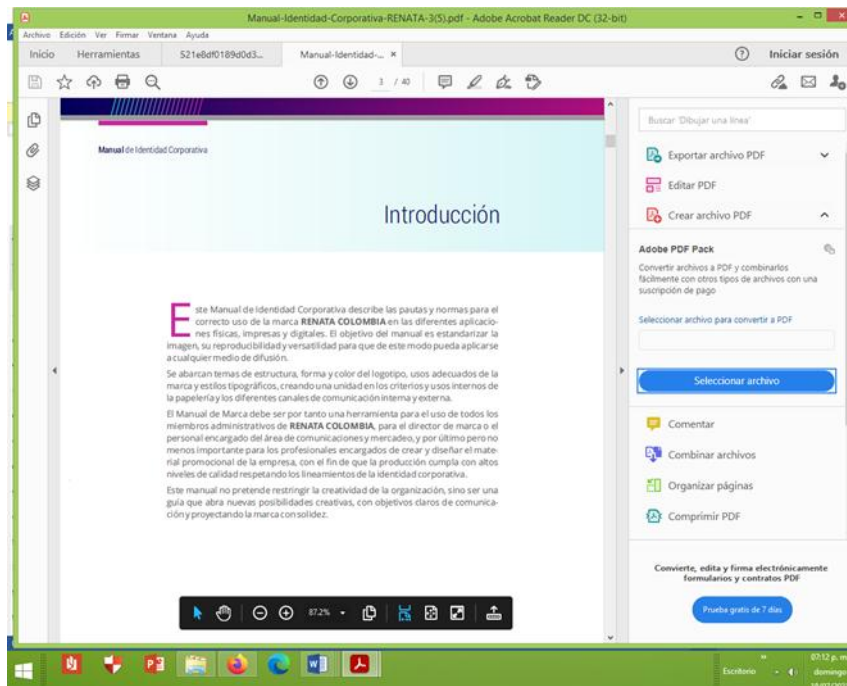 Manual-Identidad-Corporativa-RENATA-3(5).pdf - Adobe Acrobat Reader DC (32-bit)
Archivo Edición Ver Firmar Ventana Ayuda
Inicio Herramientas 521e8df0189d0d3... Manual-Identidad-... × Iniciar sesión
3 / 40
Manual de Identidad Corporativa
Introducción
Este Manual de Identidad Corporativa describe las pautas y normas para el
correcto uso de la marca RENATA COLOMBIA en las diferentes aplicacio-
nes físicas, impresas y digitales. El objetivo del manual es estandarizar la
imagen, su reproducibilidad y versatilidad para que de este modo pueda aplicarse
a cualquier medio de difusión.
Se abarcan temas de estructura, forma y color del logotipo, usos adecuados de la
marca y estilos tipográficos, creando una unidad en los criterios y usos internos de
la papelería y los diferentes canales de comunicación interna y externa.
El Manual de Marca debe ser por tanto una herramienta para el uso de todos los
miembros administrativos de RENATA COLOMBIA, para el director de marca o el
personal encargado del área de comunicaciones y mercadeo, y por último pero no
menos importante para los profesionales encargados de crear y diseñar el mate-
rial promocional de la empresa, con el fin de que la producción cumpla con altos
niveles de calidad respetando los lineamientos de la identidad corporativa.
Este manual no pretende restringir la creatividad de la organización, sino ser una
guía que abra nuevas posibilidades creativas, con objetivos claros de comunica-
ción y proyectando la marca con solidez.
87.2%
Buscar 'Dibujar una línea'
Exportar archivo PDF
Editar PDF
Crear archivo PDF
Adobe PDF Pack
Convertir archivos a PDF y combinarlos
fácilmente con otros tipos de archivos con una
suscripción de pago
Seleccionar archivo para convertir a PDF
Seleccionar archivo
Comentar
Combinar archivos
Organizar páginas
Comprimir PDF
Convierte, edita y firma electrónicamente
formularios y contratos PDF
Prueba gratis de 7 días
Escritorio
07:12 p. m.
domingo